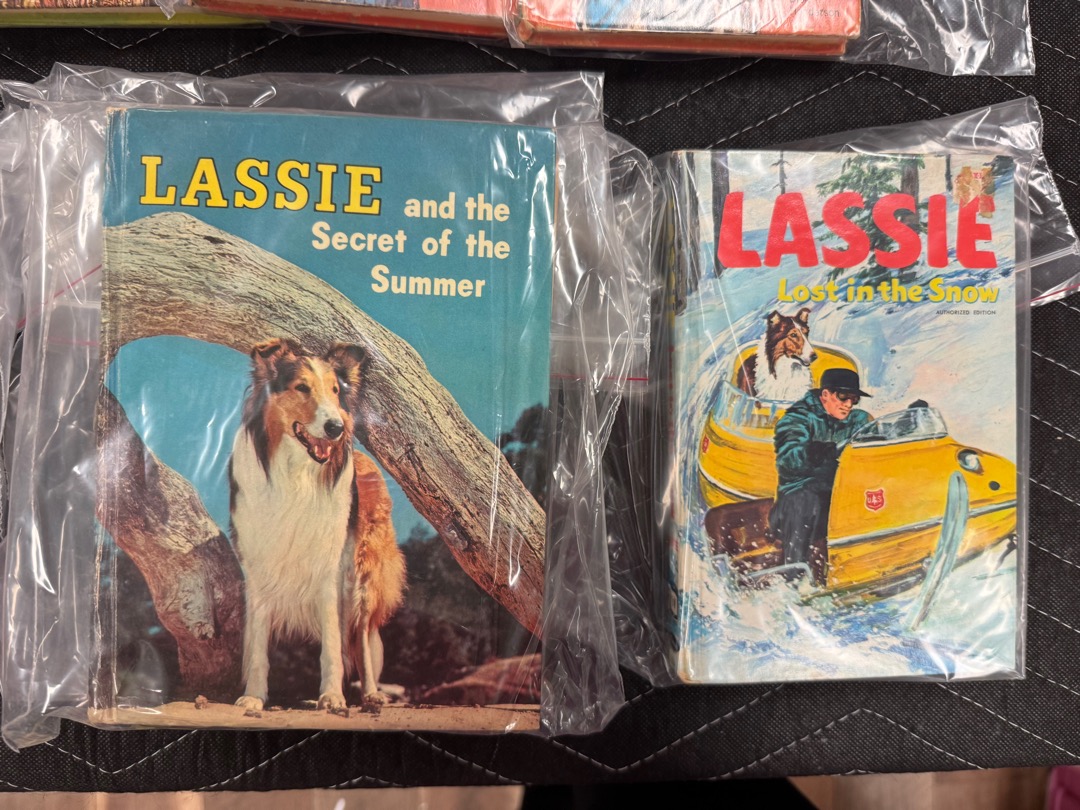 LASSIE and the
Secret of the
Summer
LASSIE
Lost in the Snow
AUTHORIZED EDITION